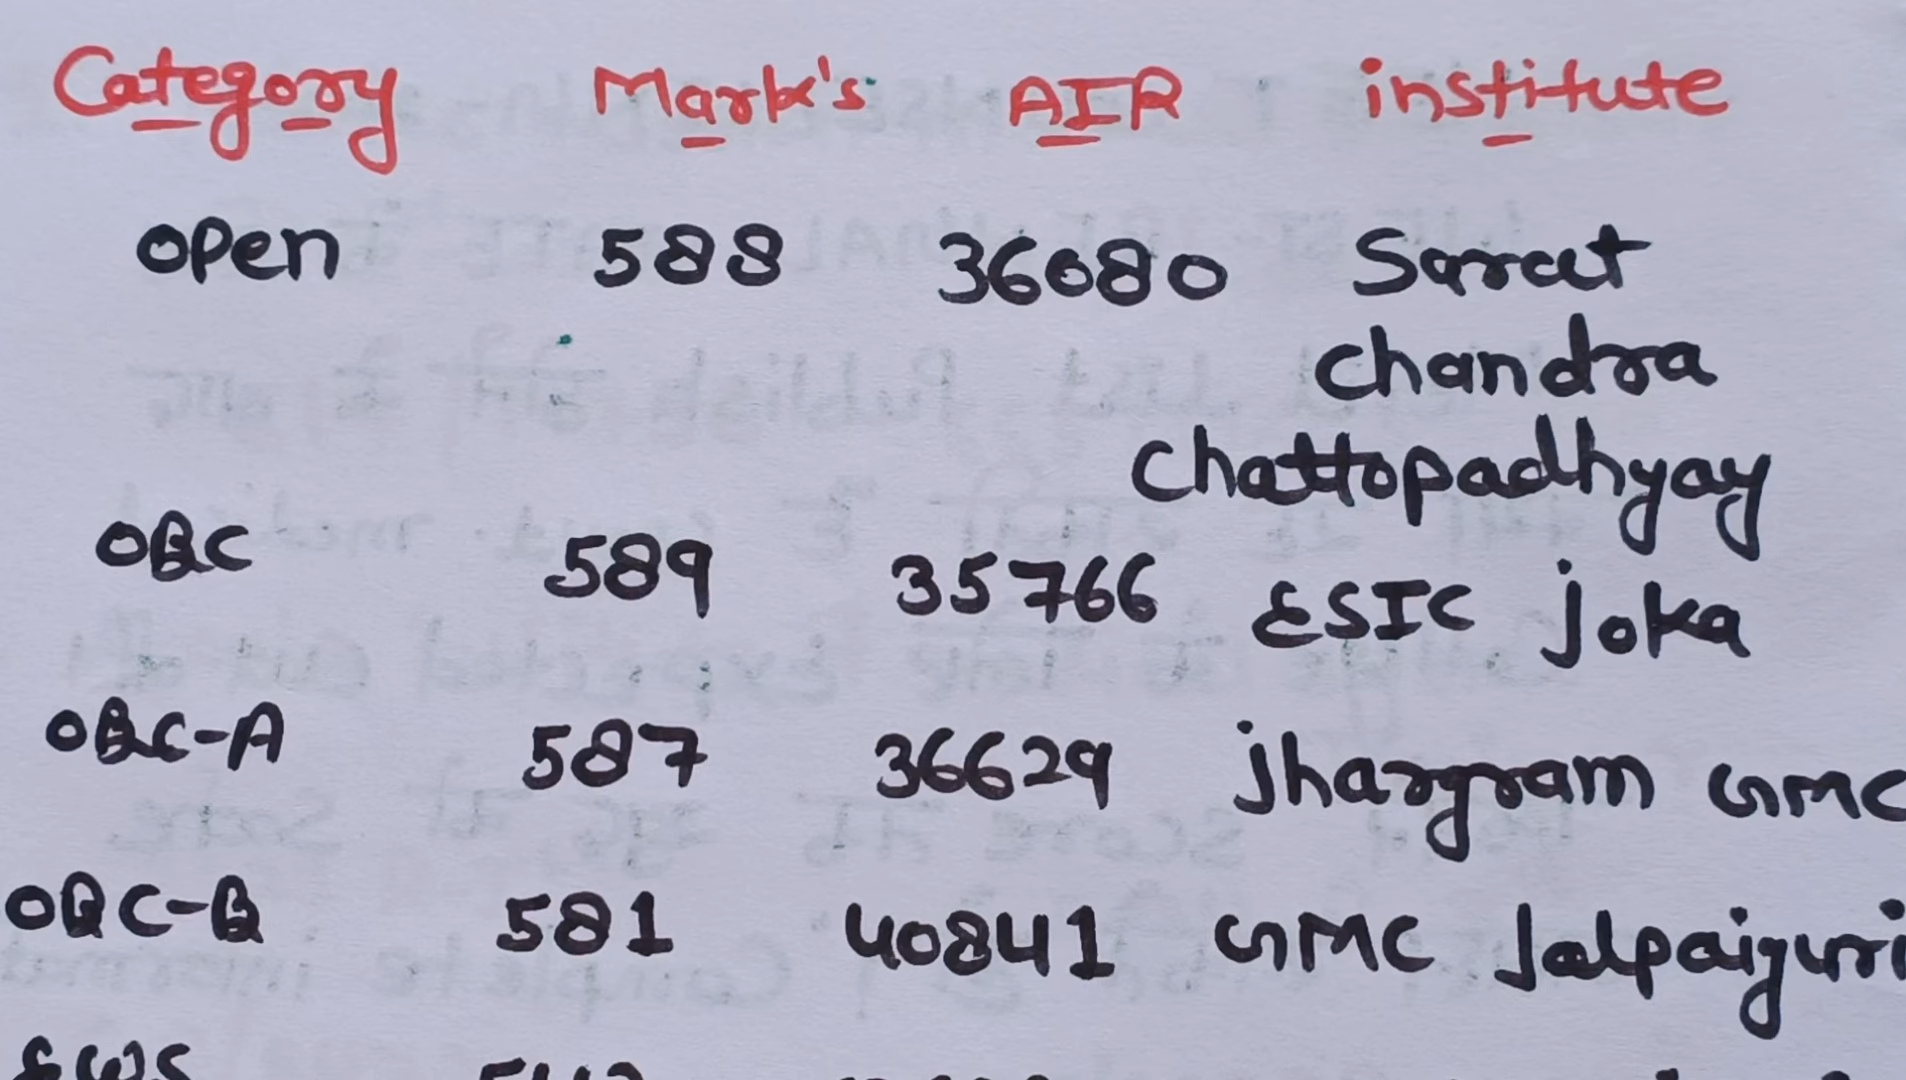 Category Mark's AIR institute
open 588 36080 Sarat
Chandra
Chattopadhyay
OBC 589 35766 ESIC Joka
OBC-A 587 36629 Jhargram GMC
OBC-B 581 40841 GMC Jalpaiguri
EWS